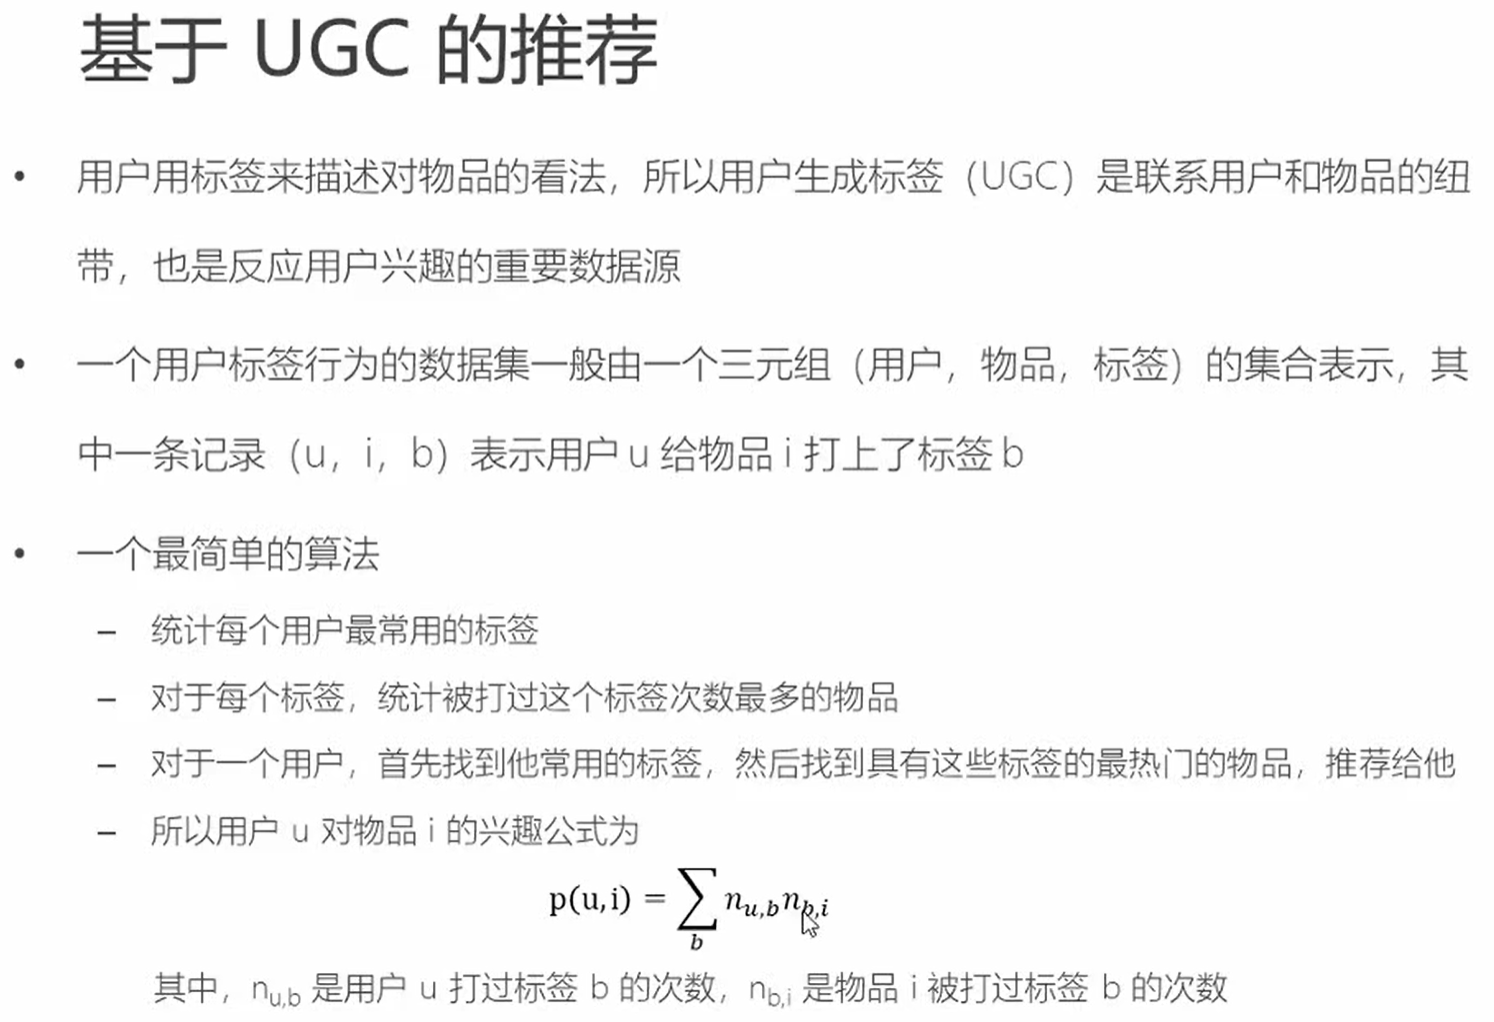 基于 UGC 的推荐
• 用户用标签来描述对物品的看法，所以用户生成标签（UGC）是联系用户和物品的纽
带，也是反应用户兴趣的重要数据源
• 一个用户标签行为的数据集一般由一个三元组（用户，物品，标签）的集合表示，其
中一条记录（u，i，b）表示用户 u 给物品 i 打上了标签 b
• 一个最简单的算法
– 统计每个用户最常用的标签
– 对于每个标签，统计被打过这个标签次数最多的物品
– 对于一个用户，首先找到他常用的标签，然后找到具有这些标签的最热门的物品，推荐给他
– 所以用户 u 对物品 i 的兴趣公式为
p(u,i) = ∑_b n_{u,b} n_{b,i}
其中，n_{u,b} 是用户 u 打过标签 b 的次数，n_{b,i} 是物品 i 被打过标签 b 的次数